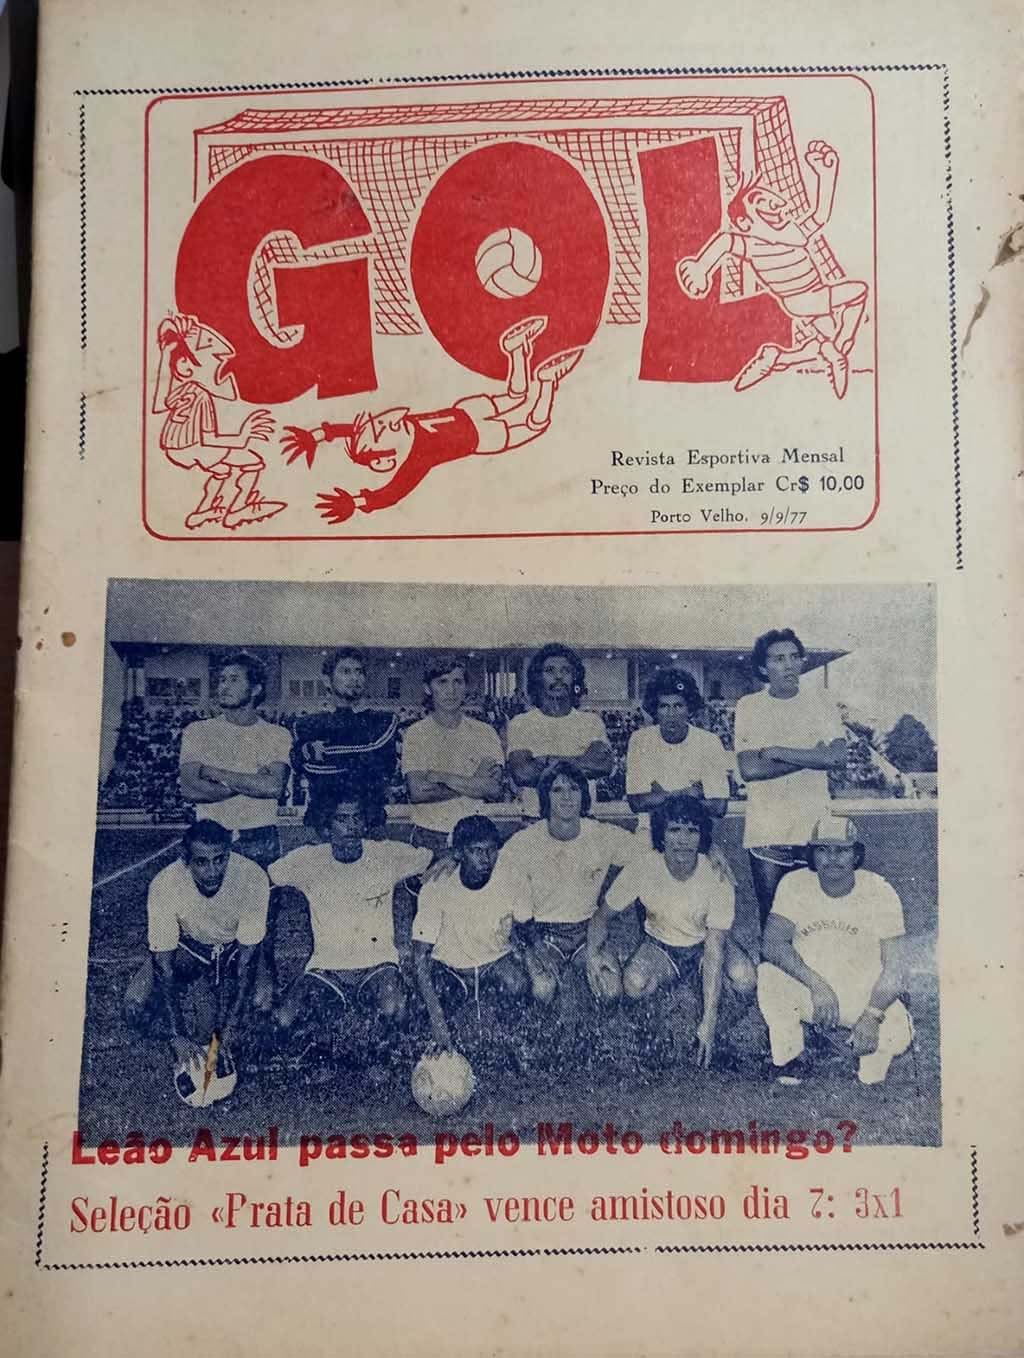 GOL
Revista Esportiva Mensal
Preço do Exemplar Cr$ 10,00
Porto Velho, 9/9/77
MASSAGIS
Leão Azul passa pelo Moto domingo?
Seleção «Prata de Casa» vence amistoso dia 7: 3x1